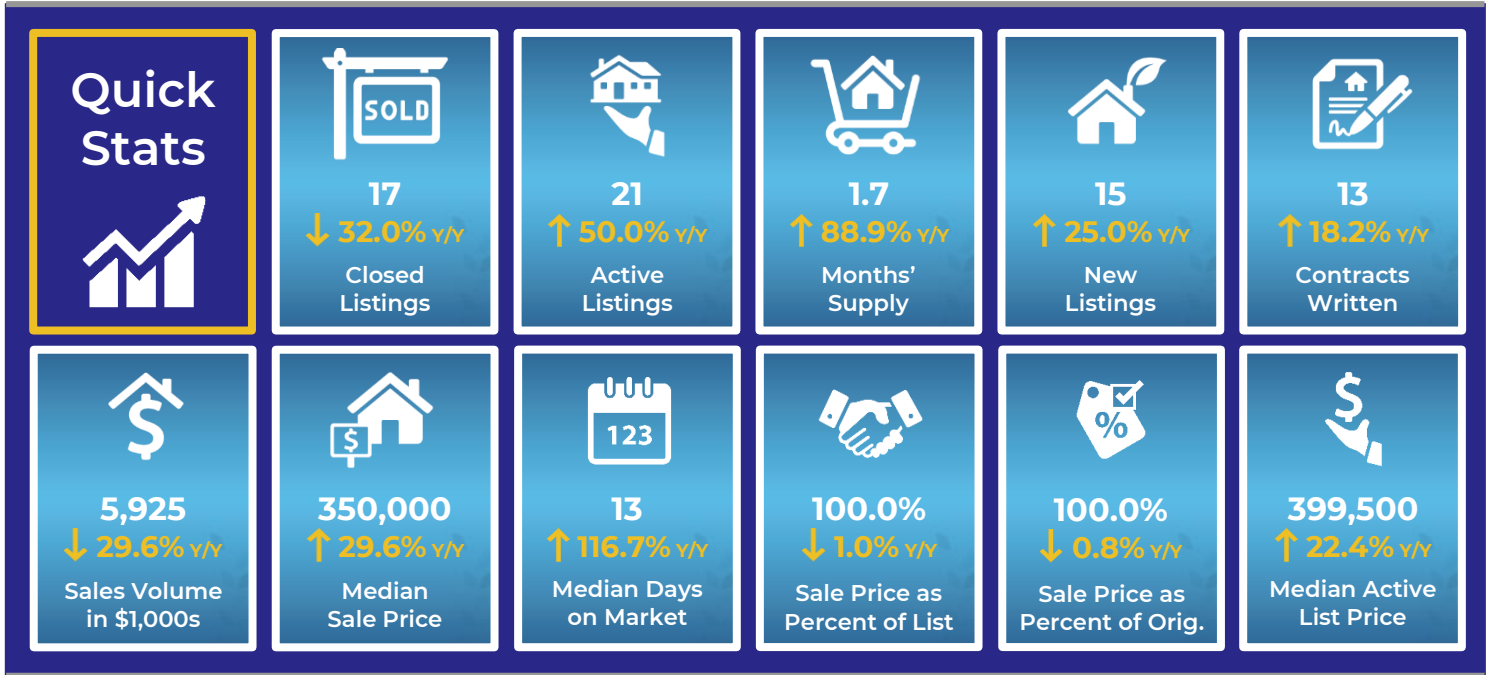 Quick
Stats
SOLD
17
↓ 32.0% Y/Y
Closed
Listings
21
↑ 50.0% Y/Y
Active
Listings
1.7
↑ 88.9% Y/Y
Months’
Supply
15
↑ 25.0% Y/Y
New
Listings
13
↑ 18.2% Y/Y
Contracts
Written
$
5,925
↓ 29.6% Y/Y
Sales Volume
in $1,000s
$
350,000
↑ 29.6% Y/Y
Median
Sale Price
123
13
↑ 116.7% Y/Y
Median Days
on Market
100.0%
↓ 1.0% Y/Y
Sale Price as
Percent of List
%
100.0%
↓ 0.8% Y/Y
Sale Price as
Percent of Orig.
$
399,500
↑ 22.4% Y/Y
Median Active
List Price